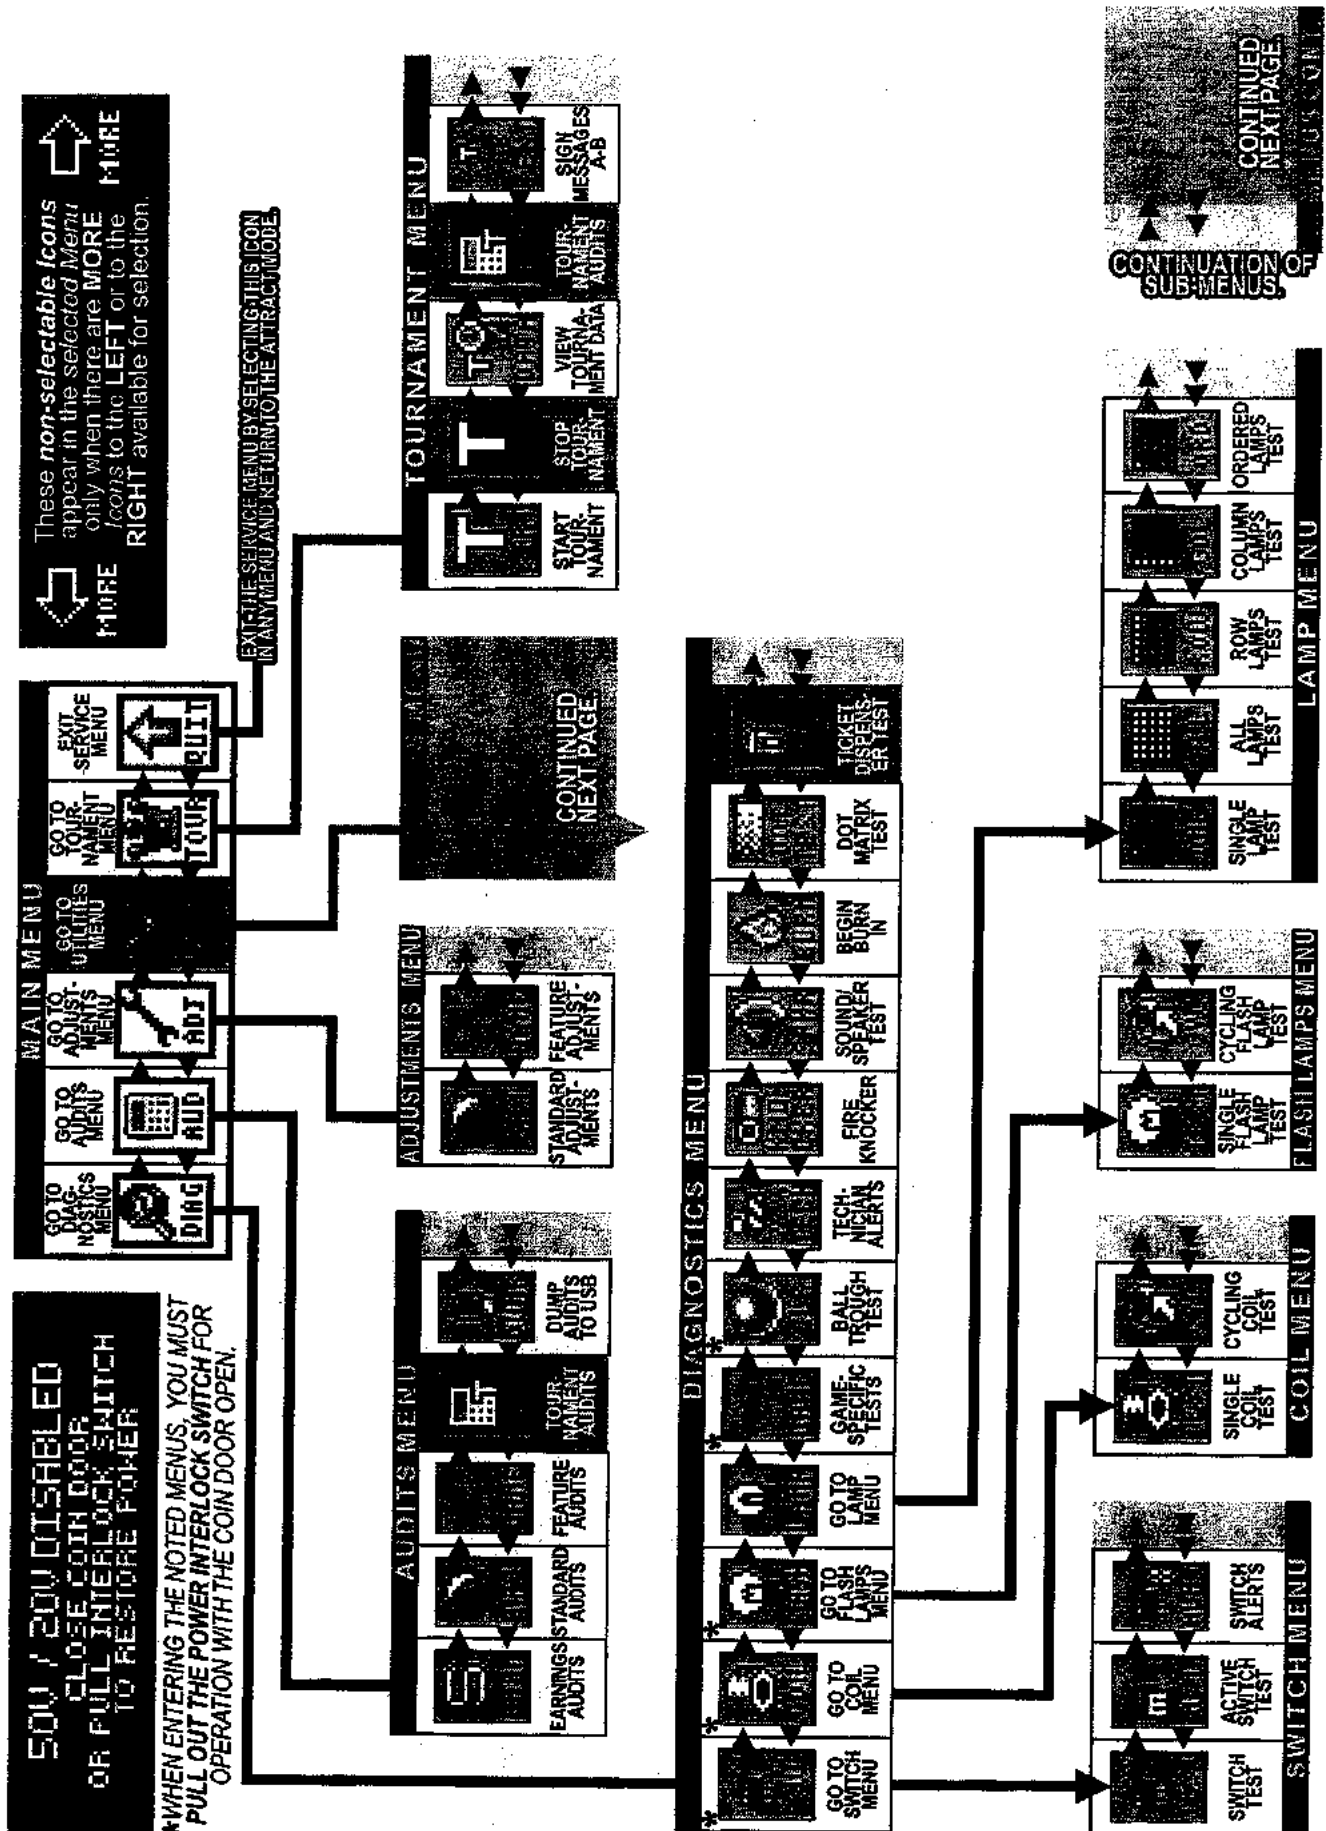 50V / 20V DISABLED
CLOSE COIN DOOR
OR PULL INTERLOCK SWITCH
TO RESTORE POWER
*WHEN ENTERING THE NOTED MENUS, YOU MUST
PULL OUT THE POWER INTERLOCK SWITCH FOR
OPERATION WITH THE COIN DOOR OPEN.
MAIN MENU
GO TO
DIAG-
NOSTICS
MENU
DIAG
GO TO
AUDITS
MENU
AUD
GO TO
ADJUST-
MENTS
MENU
ADJ
GO TO
UTILITIES
MENU
GO TO
TOUR-
NAMENT
MENU
TOUR
EXIT
SERVICE
MENU
QUIT
MORE
These non-selectable Icons
appear in the selected Menu
only when there are MORE
Icons to the LEFT or to the
RIGHT available for selection.
MORE
EXIT THE SERVICE MENU BY SELECTING THIS ICON
IN ANY MENU AND RETURN TO THE ATTRACT MODE.
AUDITS MENU
EARNINGS
AUDITS
STANDARD
AUDITS
FEATURE
AUDITS
TOUR-
NAMENT
AUDITS
DUMP
AUDITS
TO USB
ADJUSTMENTS MENU
STANDARD
ADJUST-
MENTS
FEATURE
ADJUST-
MENTS
CONTINUED
NEXT PAGE.
TOURNAMENT MENU
START
TOUR-
NAMENT
STOP
TOUR-
NAMENT
VIEW
TOURNA-
MENT DATA
TOUR-
NAMENT
AUDITS
SIGN
MESSAGES
A-B
DIAGNOSTICS MENU
*
GO TO
SWITCH
MENU
*
GO TO
COIL
MENU
*
GO TO
FLASH
LAMPS
MENU
GO TO
LAMP
MENU
*
GAME-
SPECIFIC
TESTS
*
BALL
TROUGH
TEST
TECH-
NICIAN
ALERTS
FIRE
KNOCKER
SOUND/
SPEAKER
TEST
BEGIN
BURN
IN
DOT
MATRIX
TEST
TICKET
DISPENS-
ER TEST
SWITCH
TEST
ACTIVE
SWITCH
TEST
SWITCH
ALERTS
SWITCH MENU
SINGLE
COIL
TEST
CYCLING
COIL
TEST
COIL MENU
SINGLE
FLASH
LAMP
TEST
CYCLING
FLASH
LAMP
TEST
FLASH LAMPS MENU
SINGLE
LAMP
TEST
ALL
LAMPS
TEST
ROW
LAMPS
TEST
COLUMN
LAMPS
TEST
ORDERED
LAMPS
TEST
LAMP MENU
CONTINUATION OF
SUB-MENUS.
CONTINUED
NEXT PAGE.